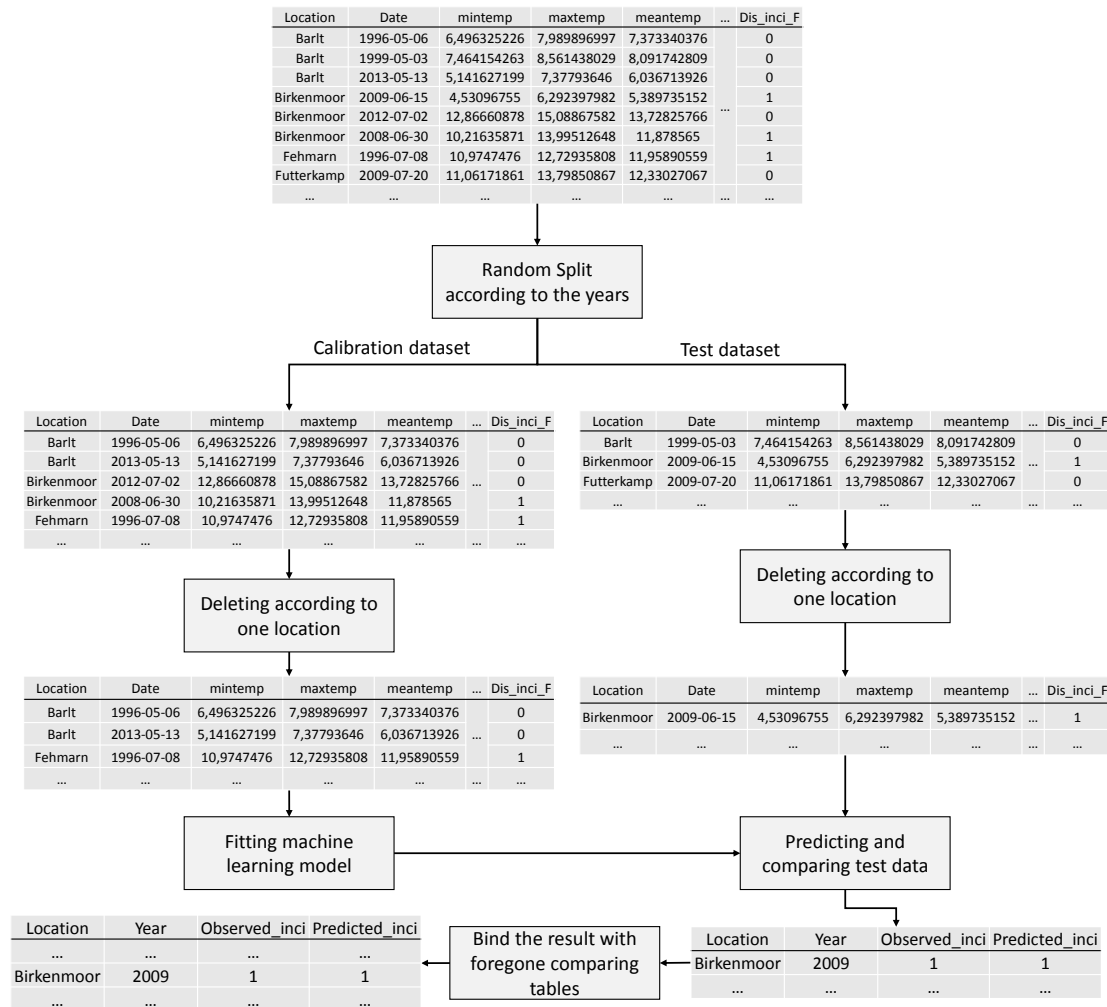 Location Date mintemp maxtemp meantemp ... Dis_inci_F
Barlt 1996-05-06 6,496325226 7,989896997 7,373340376 0
Barlt 1999-05-03 7,464154263 8,561438029 8,091742809 0
Barlt 2013-05-13 5,141627199 7,37793646 6,036713926 0
Birkenmoor 2009-06-15 4,53096755 6,292397982 5,389735152 ... 1
Birkenmoor 2012-07-02 12,86660878 15,08867582 13,72825766 0
Birkenmoor 2008-06-30 10,21635871 13,99512648 11,878565 1
Fehmarn 1996-07-08 10,9747476 12,72935808 11,95890559 1
Futterkamp 2009-07-20 11,06171861 13,79850867 12,33027067 0
... ... ... ... ... ... ...
Random Split
according to the years
Calibration dataset
Test dataset
Location Date mintemp maxtemp meantemp ... Dis_inci_F
Barlt 1996-05-06 6,496325226 7,989896997 7,373340376 0
Barlt 2013-05-13 5,141627199 7,37793646 6,036713926 0
Birkenmoor 2012-07-02 12,86660878 15,08867582 13,72825766 ... 0
Birkenmoor 2008-06-30 10,21635871 13,99512648 11,878565 1
Fehmarn 1996-07-08 10,9747476 12,72935808 11,95890559 1
... ... ... ... ... ... ...
Location Date mintemp maxtemp meantemp ... Dis_inci_F
Barlt 1999-05-03 7,464154263 8,561438029 8,091742809 0
Birkenmoor 2009-06-15 4,53096755 6,292397982 5,389735152 ... 1
Futterkamp 2009-07-20 11,06171861 13,79850867 12,33027067 0
... ... ... ... ... ... ...
Deleting according to
one location
Deleting according to
one location
Location Date mintemp maxtemp meantemp ... Dis_inci_F
Barlt 1996-05-06 6,496325226 7,989896997 7,373340376 0
Barlt 2013-05-13 5,141627199 7,37793646 6,036713926 ... 0
Fehmarn 1996-07-08 10,9747476 12,72935808 11,95890559 1
... ... ... ... ... ... ...
Location Date mintemp maxtemp meantemp ... Dis_inci_F
Birkenmoor 2009-06-15 4,53096755 6,292397982 5,389735152 ... 1
... ... ... ... ... ... ...
Fitting machine
learning model
Predicting and
comparing test data
Location Year Observed_inci Predicted_inci
... ... ... ...
Birkenmoor 2009 1 1
... ... ... ...
Bind the result with
foregone comparing
tables
Location Year Observed_inci Predicted_inci
Birkenmoor 2009 1 1
... ... ... ...